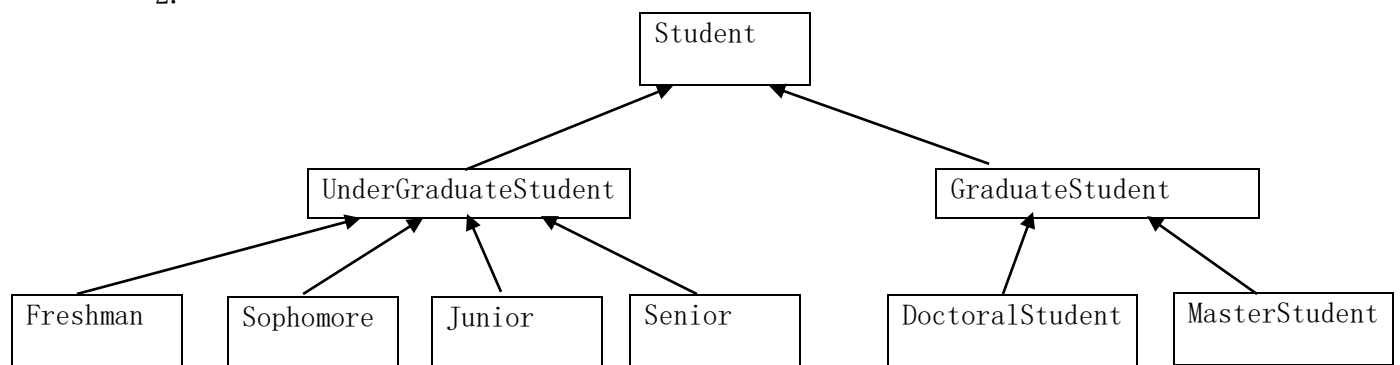 2.
Student
UnderGraduateStudent
GraduateStudent
Freshman
Sophomore
Junior
Senior
DoctoralStudent
MasterStudent